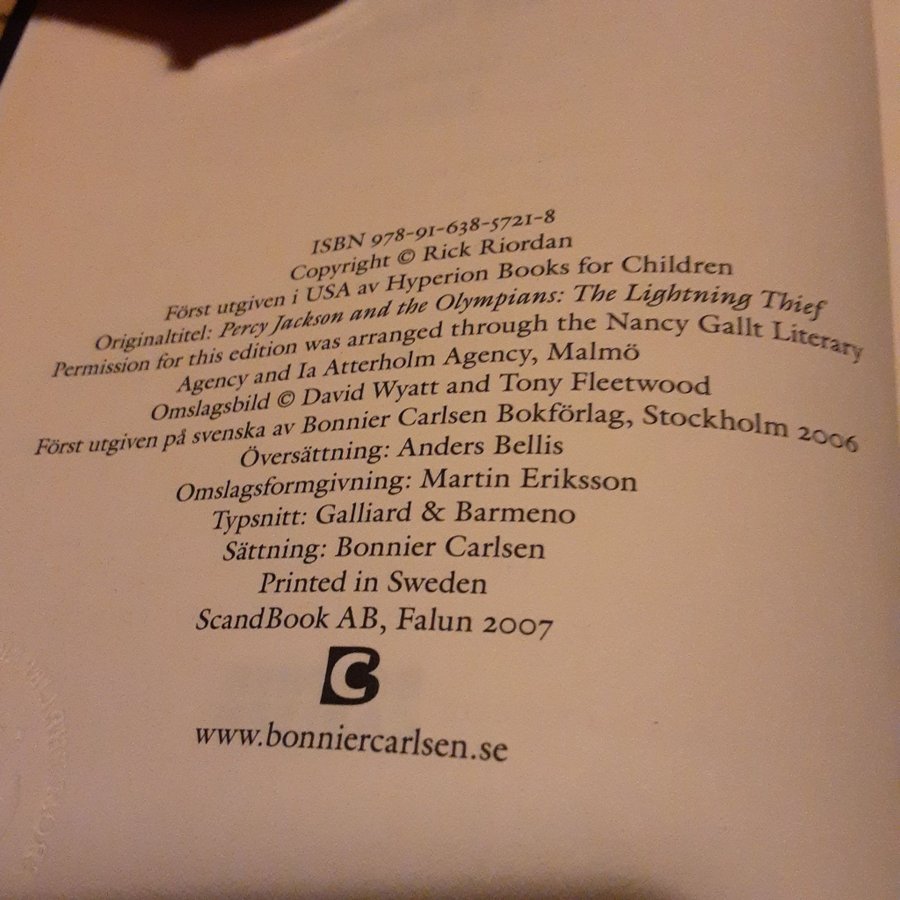 ISBN 978-91-638-5721-8
Copyright © Rick Riordan
Först utgiven i USA av Hyperion Books for Children
Originaltitel: Percy Jackson and the Olympians: The Lightning Thief
Permission for this edition was arranged through the Nancy Gallt Literary
Agency and Ia Atterholm Agency, Malmö
Omslagsbild © David Wyatt and Tony Fleetwood
Först utgiven på svenska av Bonnier Carlsen Bokförlag, Stockholm 2006
Översättning: Anders Bellis
Omslagsformgivning: Martin Eriksson
Typsnitt: Galliard & Barmeno
Sättning: Bonnier Carlsen
Printed in Sweden
ScandBook AB, Falun 2007
BC
www.bonniercarlsen.se